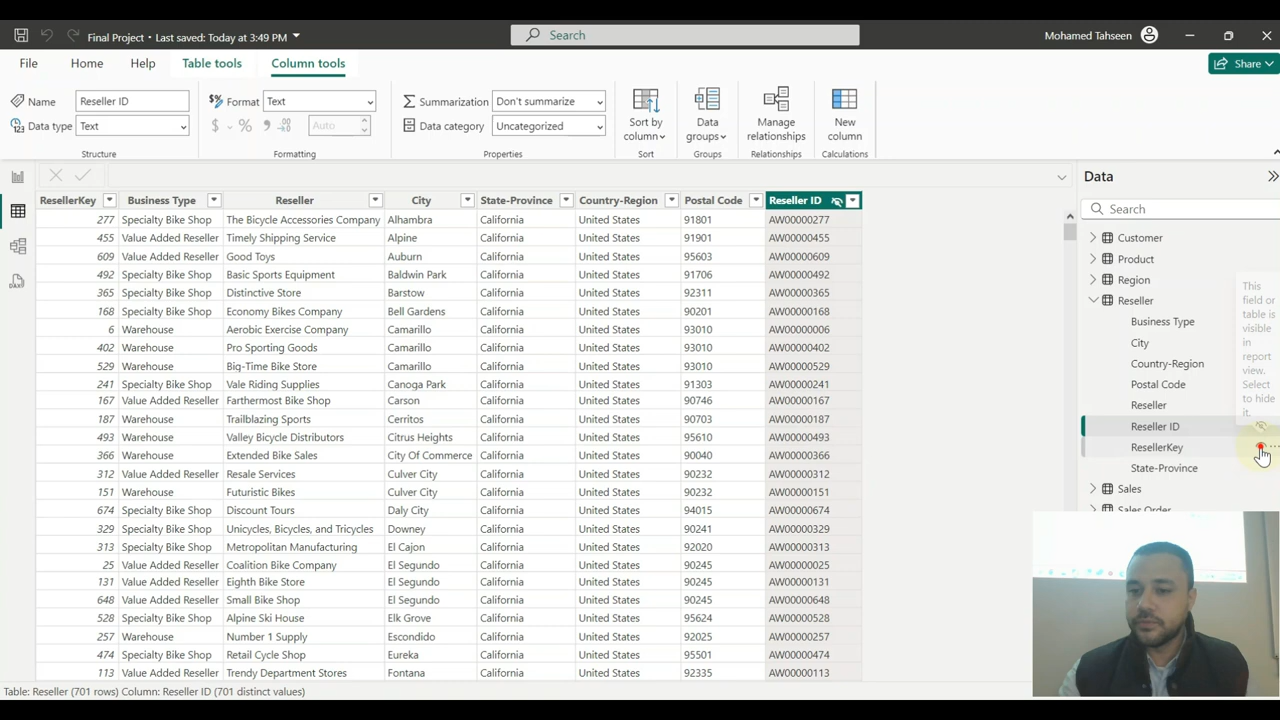 Final Project • Last saved: Today at 3:49 PM
Search
Mohamed Tahseen
File Home Help Table tools Column tools
Share
Name Reseller ID
Data type Text
Structure
Format Text
$ % Auto
Formatting
Summarization Don't summarize
Data category Uncategorized
Properties
Sort by column
Sort
Data groups
Groups
Manage relationships
Relationships
New column
Calculations
ResellerKey Business Type Reseller City State-Province Country-Region Postal Code Reseller ID
277 Specialty Bike Shop The Bicycle Accessories Company Alhambra California United States 91801 AW00000277
455 Value Added Reseller Timely Shipping Service Alpine California United States 91901 AW00000455
609 Value Added Reseller Good Toys Auburn California United States 95603 AW00000609
492 Specialty Bike Shop Basic Sports Equipment Baldwin Park California United States 91706 AW00000492
365 Specialty Bike Shop Distinctive Store Barstow California United States 92311 AW00000365
168 Specialty Bike Shop Economy Bikes Company Bell Gardens California United States 90201 AW00000168
6 Warehouse Aerobic Exercise Company Camarillo California United States 93010 AW00000006
402 Warehouse Pro Sporting Goods Camarillo California United States 93010 AW00000402
529 Warehouse Big-Time Bike Store Camarillo California United States 93010 AW00000529
241 Specialty Bike Shop Vale Riding Supplies Canoga Park California United States 91303 AW00000241
167 Value Added Reseller Farthermost Bike Shop Carson California United States 90746 AW00000167
187 Warehouse Trailblazing Sports Cerritos California United States 90703 AW00000187
493 Warehouse Valley Bicycle Distributors Citrus Heights California United States 95610 AW00000493
366 Warehouse Extended Bike Sales City Of Commerce California United States 90040 AW00000366
312 Value Added Reseller Resale Services Culver City California United States 90232 AW00000312
151 Warehouse Futuristic Bikes Culver City California United States 90232 AW00000151
674 Specialty Bike Shop Discount Tours Daly City California United States 94015 AW00000674
329 Specialty Bike Shop Unicycles, Bicycles, and Tricycles Downey California United States 90241 AW00000329
313 Specialty Bike Shop Metropolitan Manufacturing El Cajon California United States 92020 AW00000313
25 Value Added Reseller Coalition Bike Company El Segundo California United States 90245 AW00000025
131 Value Added Reseller Eighth Bike Store El Segundo California United States 90245 AW00000131
648 Value Added Reseller Small Bike Shop El Segundo California United States 90245 AW00000648
528 Specialty Bike Shop Alpine Ski House Elk Grove California United States 95624 AW00000528
257 Warehouse Number 1 Supply Escondido California United States 92025 AW00000257
474 Specialty Bike Shop Retail Cycle Shop Eureka California United States 95501 AW00000474
113 Value Added Reseller Trendy Department Stores Fontana California United States 92335 AW00000113
Table: Reseller (701 rows) Column: Reseller ID (701 distinct values)
Data
Search
Customer
Product
Region
Reseller
Business Type
City
Country-Region
Postal Code
Reseller
Reseller ID
ResellerKey
State-Province
Sales
Sales Order
This
field or
table is
visible
in
report
view.
Select
to hide
it.